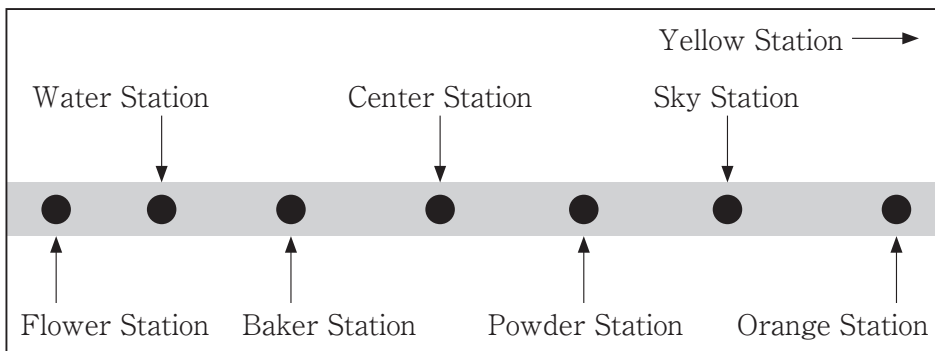 Yellow Station
Water Station Center Station Sky Station
Flower Station Baker Station Powder Station Orange Station